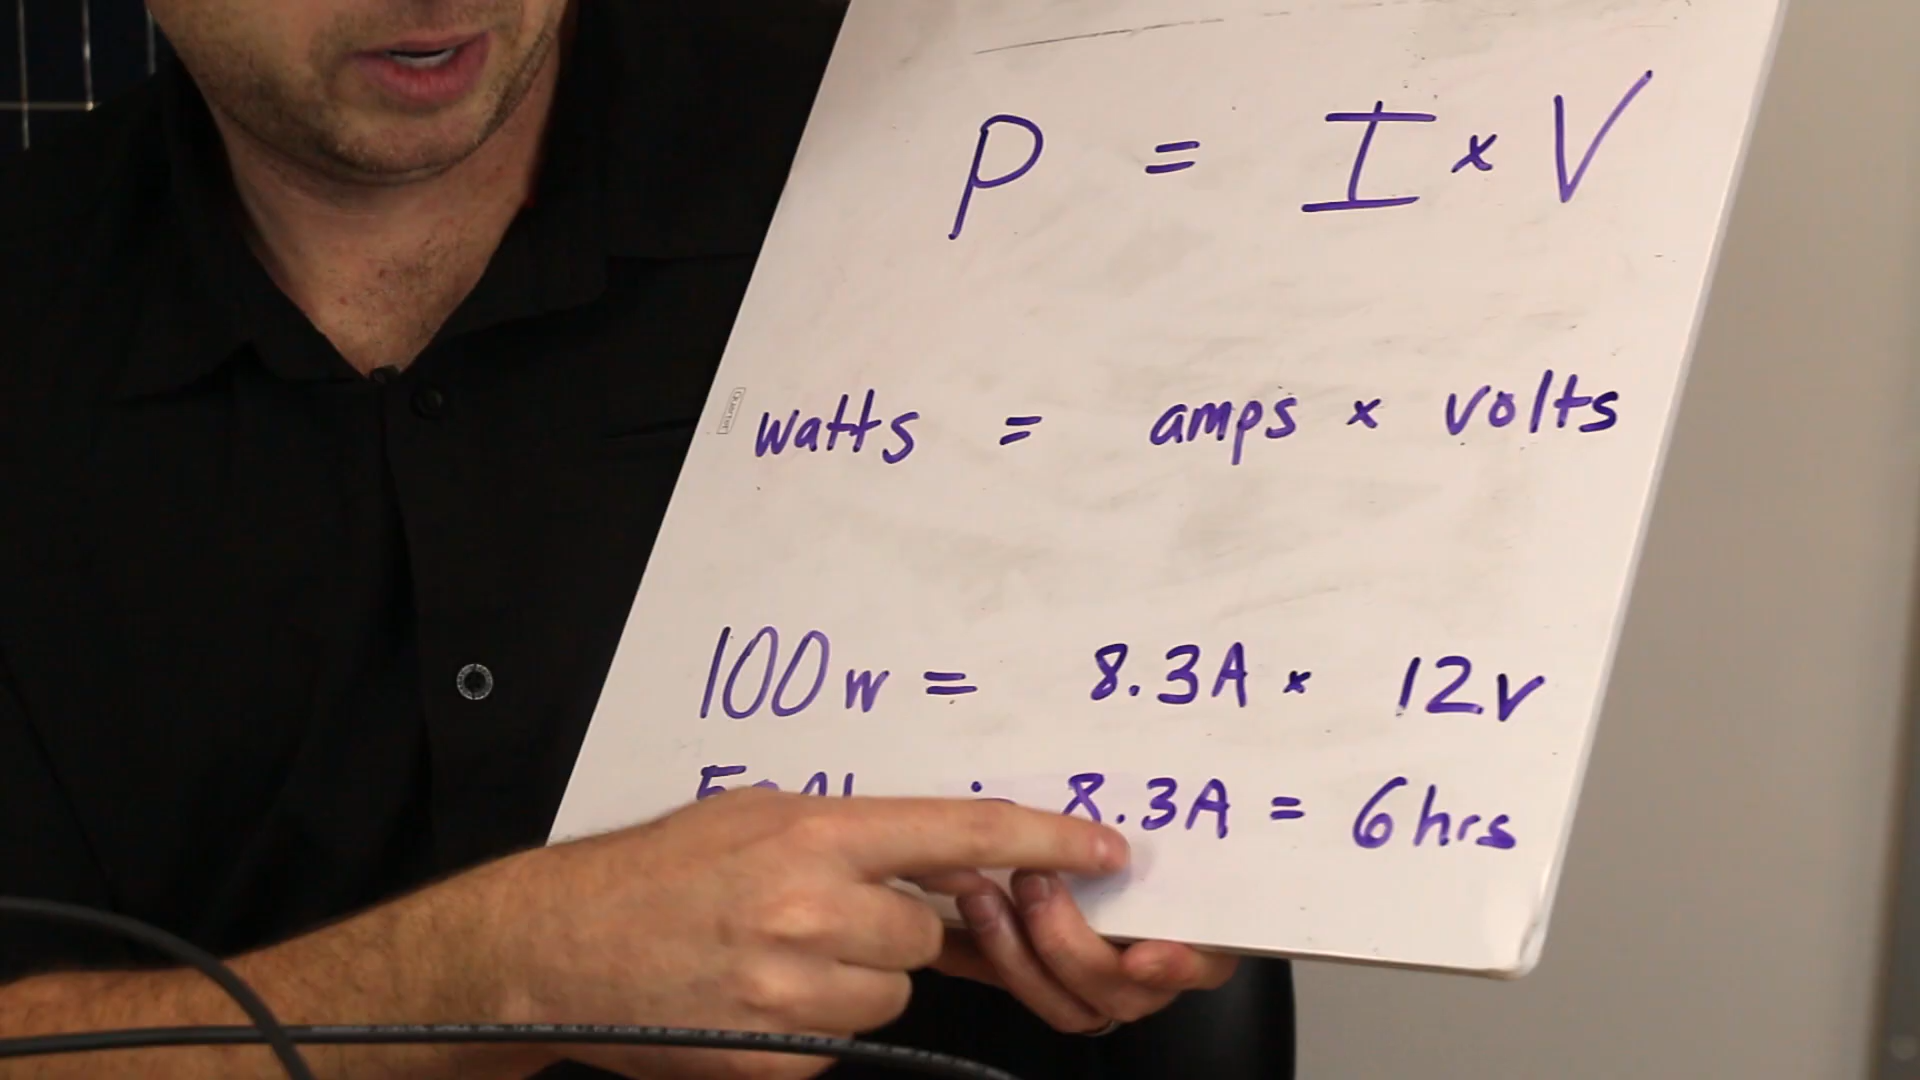 P = I × V
watts = amps × volts
100w = 8.3A × 12v
÷ 8.3A = 6hrs